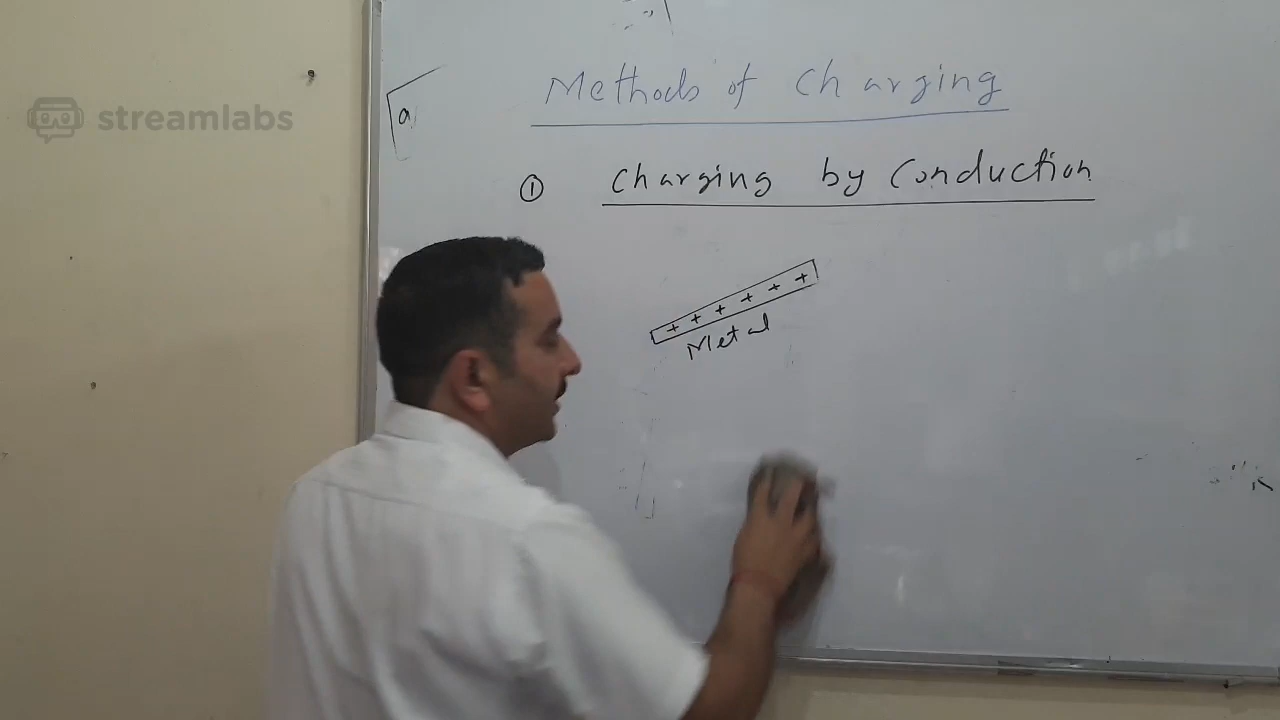 streamlabs
a
Methods of Charging
① Charging by Conduction
+ + + + + +
Metal